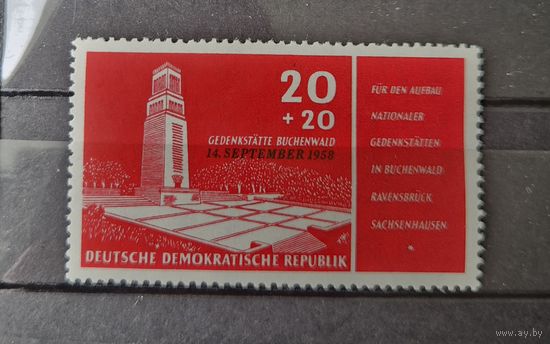 20
+ 20
GEDENKSTÄTTE BUCHENWALD
14. SEPTEMBER 1958
DEUTSCHE DEMOKRATISCHE REPUBLIK
FÜR DEN AUFBAU
NATIONALER
GEDENKSTÄTTEN
IN BUCHENWALD
RAVENSBRÜCK
SACHSENHAUSEN
www.ay.by